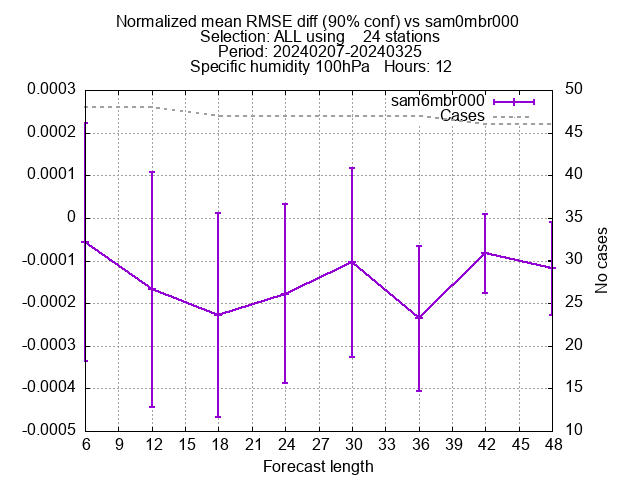 Normalized mean RMSE diff (90% conf) vs sam0mbr000
Selection: ALL using    24 stations
Period: 20240207-20240325
Specific humidity 100hPa   Hours: 12
sam6mbr000
Cases
0.0003
0.0002
0.0001
0
-0.0001
-0.0002
-0.0003
-0.0004
-0.0005
50
45
40
35
30
25
20
15
10
No cases
6 9 12 15 18 21 24 27 30 33 36 39 42 45 48
Forecast length